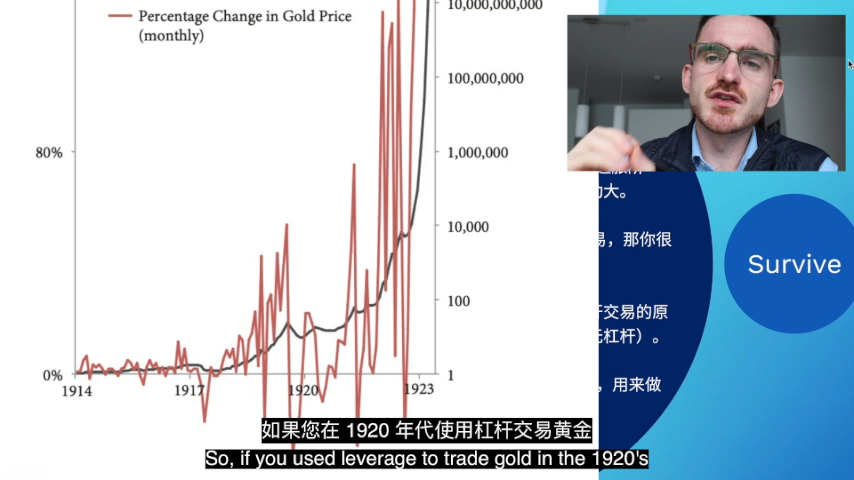 Percentage Change in Gold Price
(monthly)
10,000,000,000
100,000,000
80%
1,000,000
10,000
100
0%
1
1914
1917
1920
1923
大。
易，那你很
Survive
杆交易的原
杠杆）。
，用来做
如果您在 1920 年代使用杠杆交易黄金
So, if you used leverage to trade gold in the 1920's